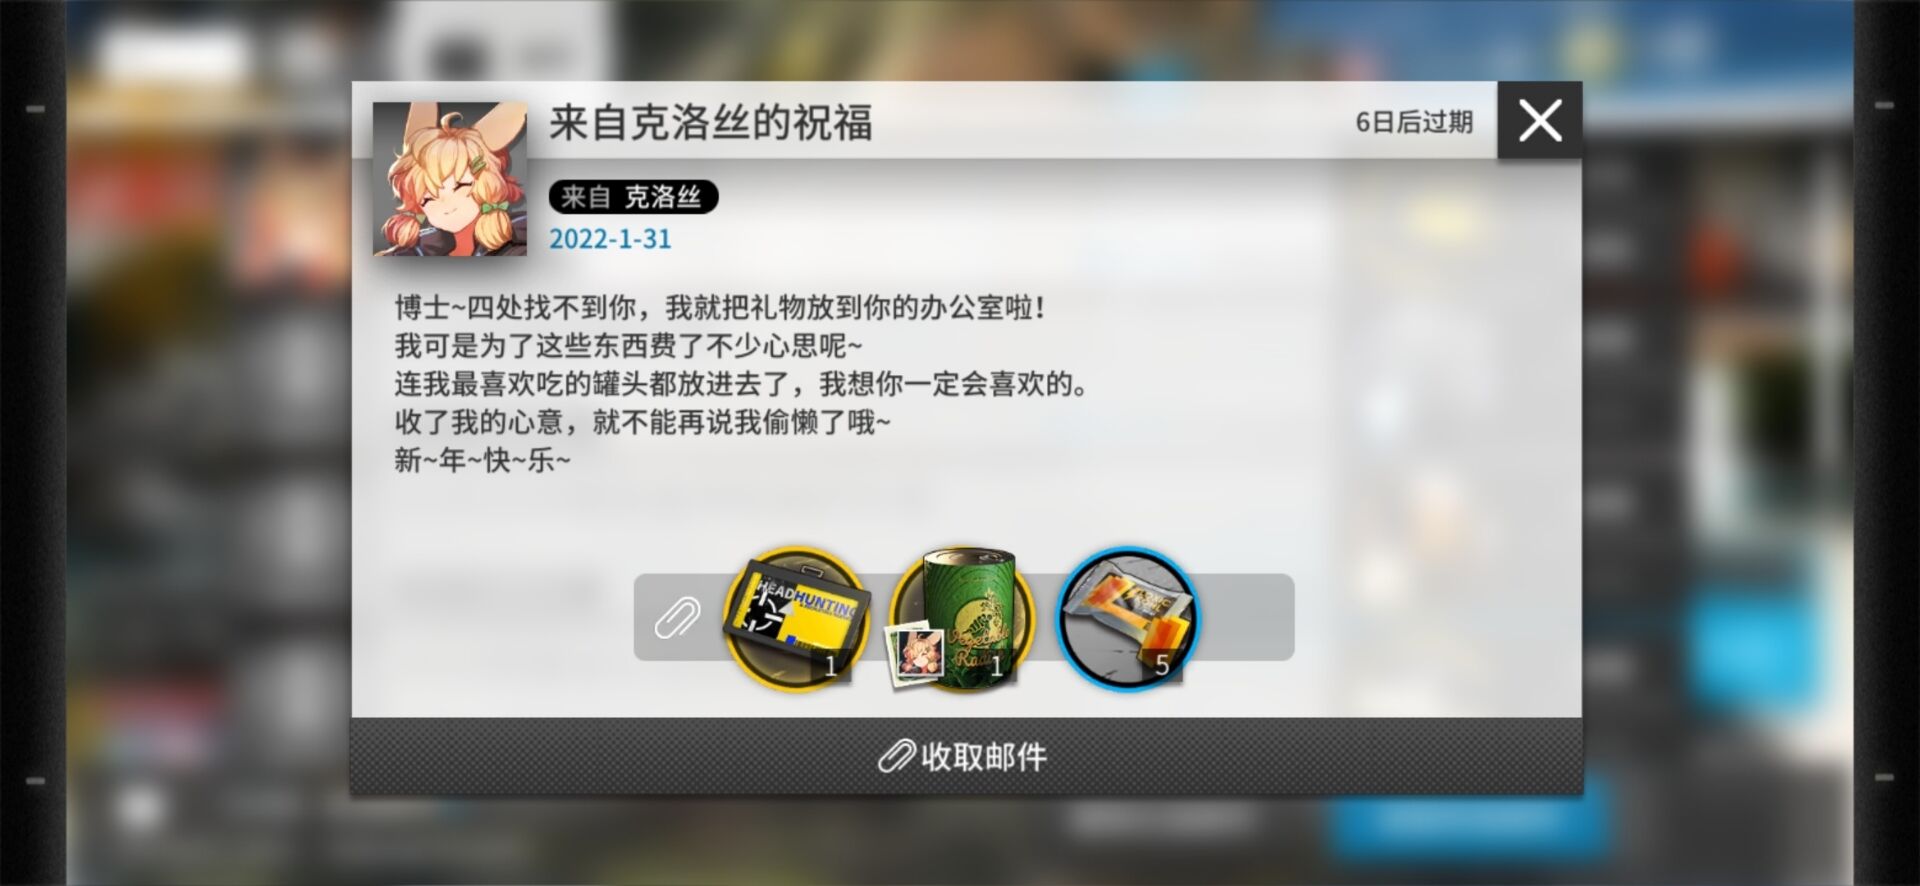 来自克洛丝的祝福
6日后过期
来自 克洛丝
2022-1-31
博士~四处找不到你，我就把礼物放到你的办公室啦！
我可是为了这些东西费了不少心思呢~
连我最喜欢吃的罐头都放进去了，我想你一定会喜欢的。
收了我的心意，就不能再说我偷懒了哦~
新~年~快~乐~
HEADHUNTING
1
1
5
收取邮件